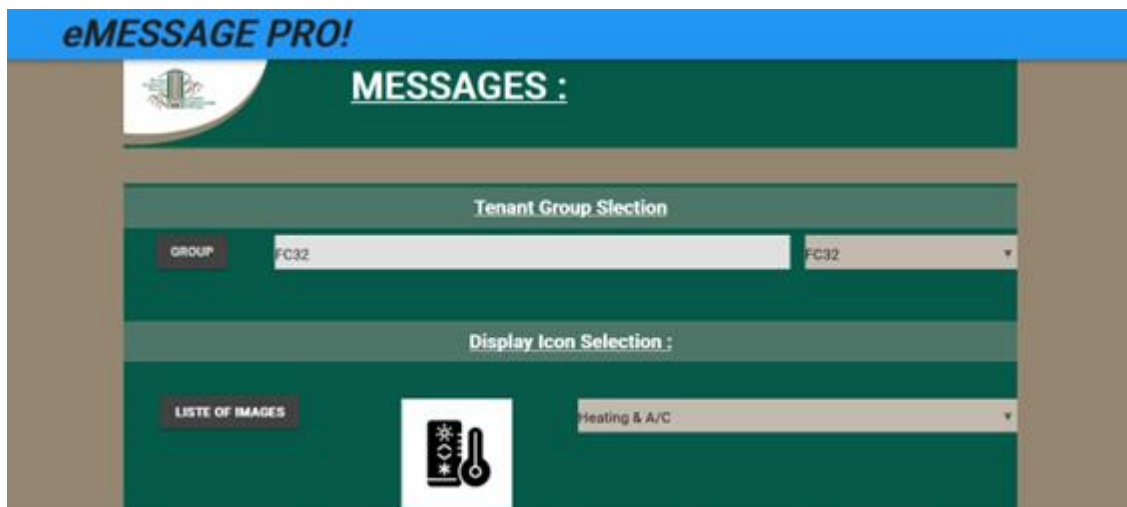 eMESSAGE PRO!
MESSAGES :
Tenant Group Slection
GROUP
FC32
FC32
Display Icon Selection :
LISTE OF IMAGES
Heating & A/C